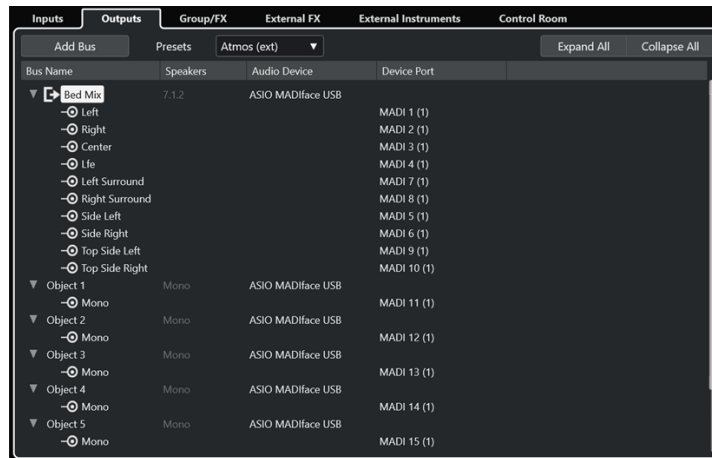 Inputs Outputs Group/FX External FX External Instruments Control Room
Add Bus Presets Atmos (ext) Expand All Collapse All
Bus Name Speakers Audio Device Device Port
Bed Mix 7.1.2 ASIO MADIface USB
Left MADI 1 (1)
Right MADI 2 (1)
Center MADI 3 (1)
Lfe MADI 4 (1)
Left Surround MADI 7 (1)
Right Surround MADI 8 (1)
Side Left MADI 5 (1)
Side Right MADI 6 (1)
Top Side Left MADI 9 (1)
Top Side Right MADI 10 (1)
Object 1 Mono ASIO MADIface USB
Mono MADI 11 (1)
Object 2 Mono ASIO MADIface USB
Mono MADI 12 (1)
Object 3 Mono ASIO MADIface USB
Mono MADI 13 (1)
Object 4 Mono ASIO MADIface USB
Mono MADI 14 (1)
Object 5 Mono ASIO MADIface USB
Mono MADI 15 (1)